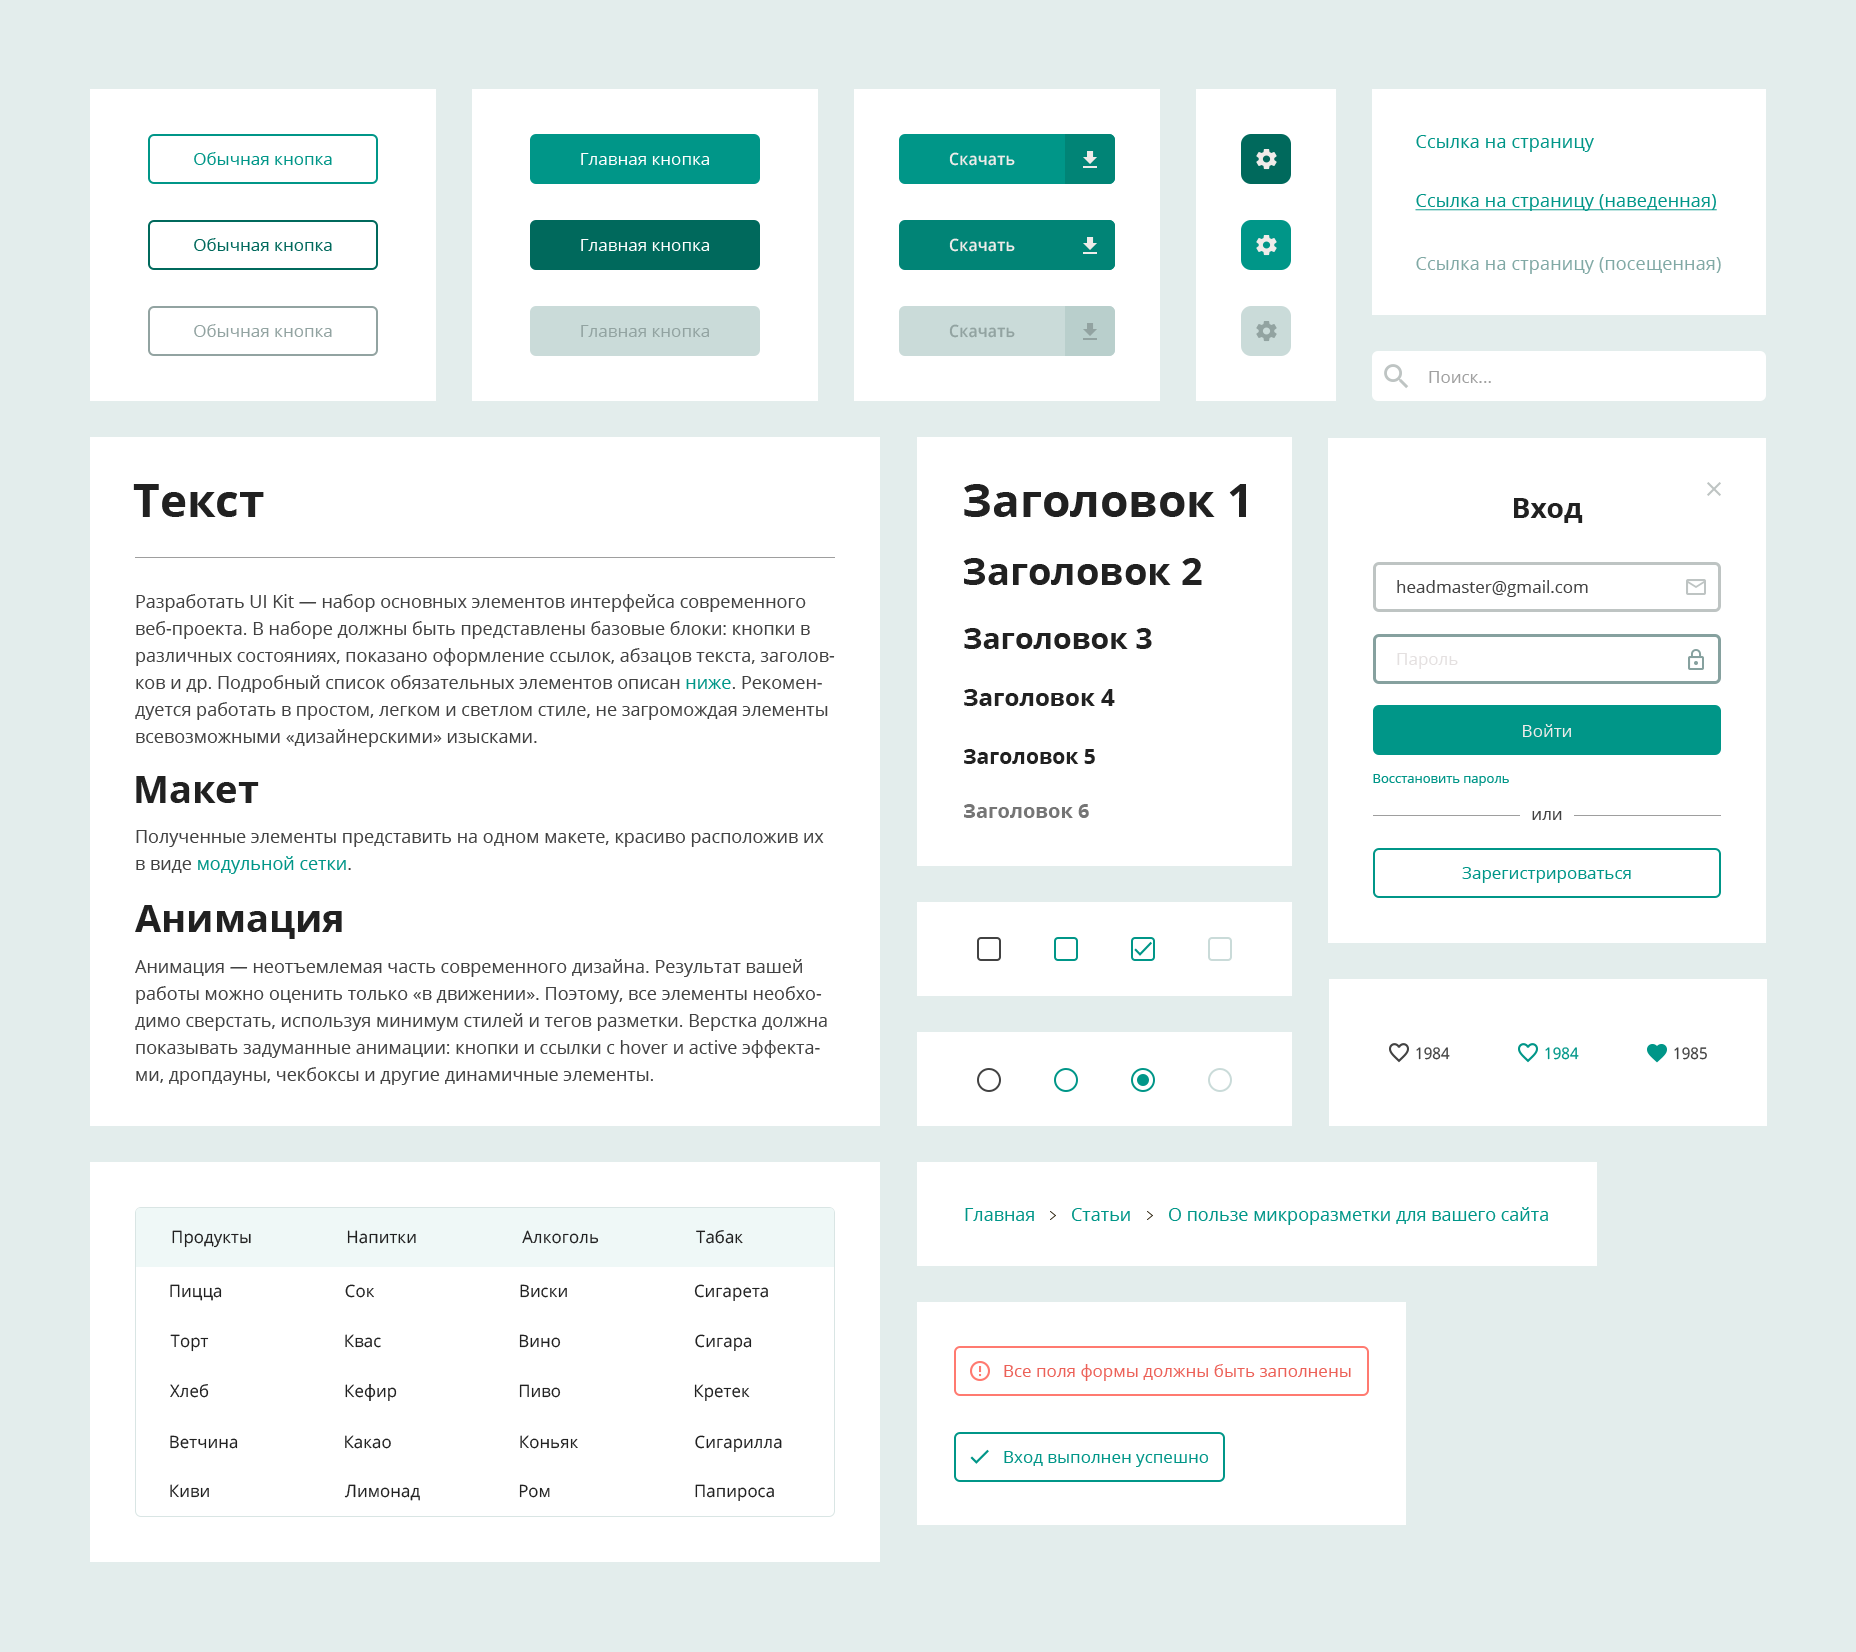 Обычная кнопка
Обычная кнопка
Обычная кнопка
Главная кнопка
Главная кнопка
Главная кнопка
Скачать
Скачать
Скачать
Ссылка на страницу
Ссылка на страницу (наведенная)
Ссылка на страницу (посещенная)
Поиск...
Текст
Разработать UI Kit — набор основных элементов интерфейса современного
веб-проекта. В наборе должны быть представлены базовые блоки: кнопки в
различных состояниях, показано оформление ссылок, абзацов текста, заголов-
ков и др. Подробный список обязательных элементов описан ниже. Рекомен-
дуется работать в простом, легком и светлом стиле, не загромождая элементы
всевозможными «дизайнерскими» изысками.
Макет
Полученные элементы представить на одном макете, красиво расположив их
в виде модульной сетки.
Анимация
Анимация — неотъемлемая часть современного дизайна. Результат вашей
работы можно оценить только «в движении». Поэтому, все элементы необхо-
димо сверстать, используя минимум стилей и тегов разметки. Верстка должна
показывать задуманные анимации: кнопки и ссылки с hover и active эффекта-
ми, дропдауны, чекбоксы и другие динамичные элементы.
Заголовок 1
Заголовок 2
Заголовок 3
Заголовок 4
Заголовок 5
Заголовок 6
Вход
headmaster@gmail.com
Пароль
Войти
Восстановить пароль
или
Зарегистрироваться
1984 1984 1985
Продукты Напитки Алкоголь Табак
Пицца Сок Виски Сигарета
Торт Квас Вино Сигара
Хлеб Кефир Пиво Кретек
Ветчина Какао Коньяк Сигарилла
Киви Лимонад Ром Папироса
Главная > Статьи > О пользе микроразметки для вашего сайта
Все поля формы должны быть заполнены
Вход выполнен успешно